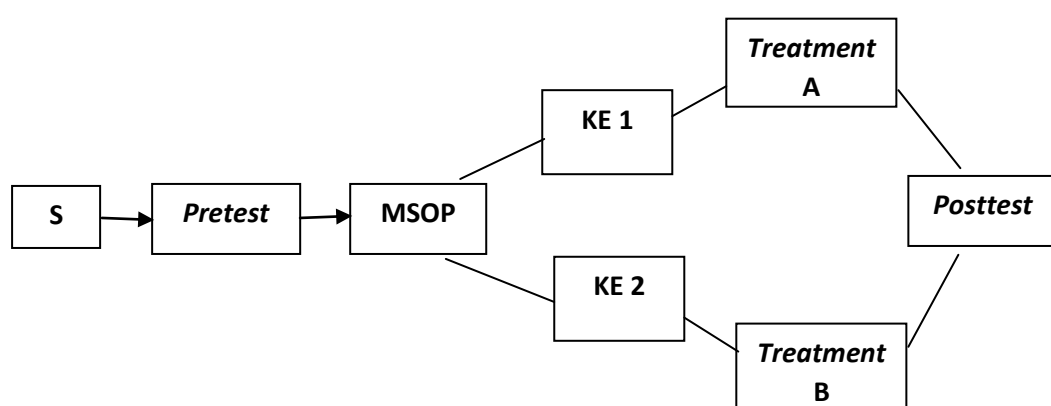 S
Pretest
MSOP
KE 1
Treatment
A
KE 2
Treatment
B
Posttest